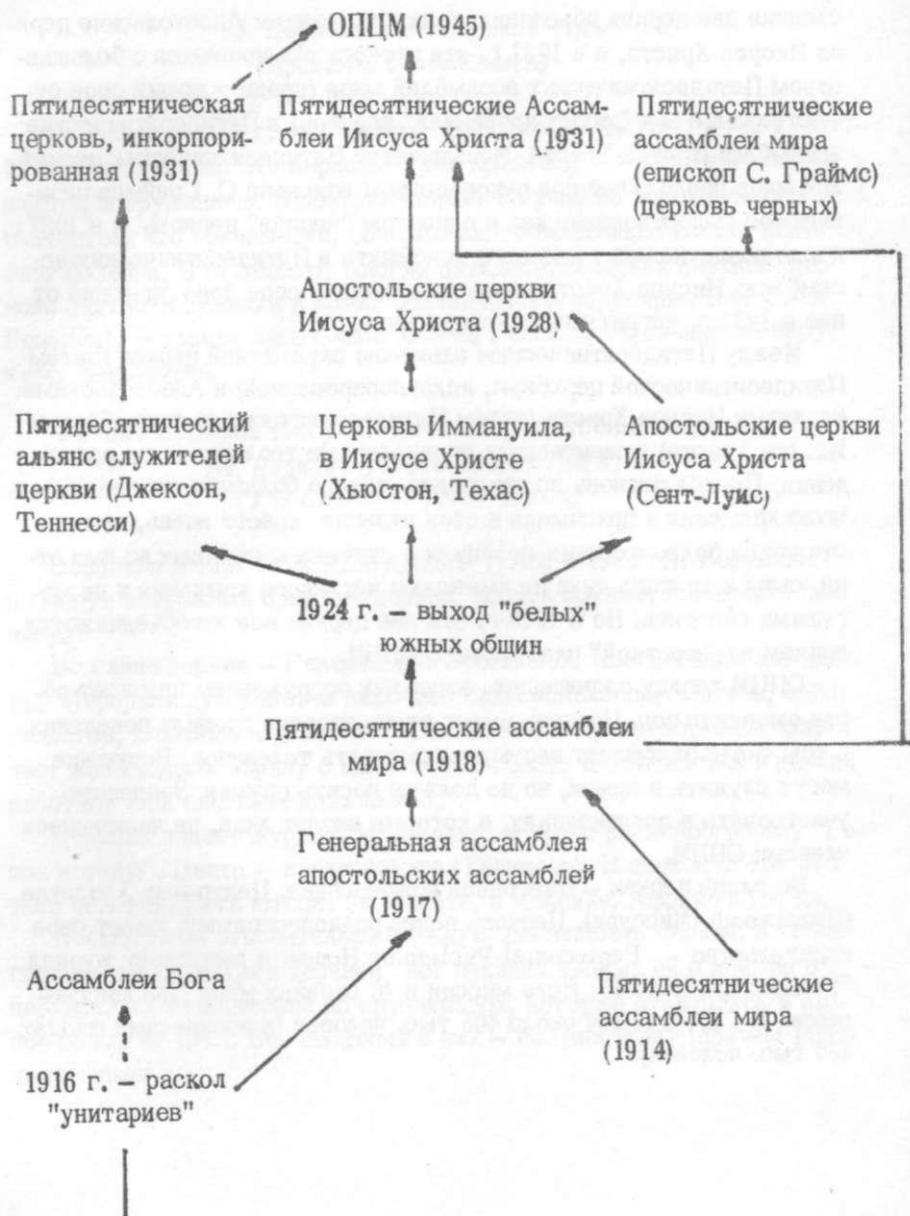 ОПЦМ (1945)
Пятидесятническая
церковь, инкорпори-
рованная (1931)
Пятидесятнические Ассам-
блеи Иисуса Христа (1931)
Пятидесятнические
ассамблеи мира
(епископ С. Граймс)
(церковь черных)
Апостольские церкви
Иисуса Христа (1928)
Пятидесятнический
альянс служителей
церкви (Джексон,
Теннесси)
Церковь Иммануила,
в Иисусе Христе
(Хьюстон, Техас)
Апостольские церкви
Иисуса Христа
(Сент-Луис)
1924 г. – выход "белых"
южных общин
Пятидесятнические ассамблеи
мира (1918)
Генеральная ассамблея
апостольских ассамблей
(1917)
Ассамблеи Бога
Пятидесятнические
ассамблеи мира
(1914)
1916 г. – раскол
"унитариев"